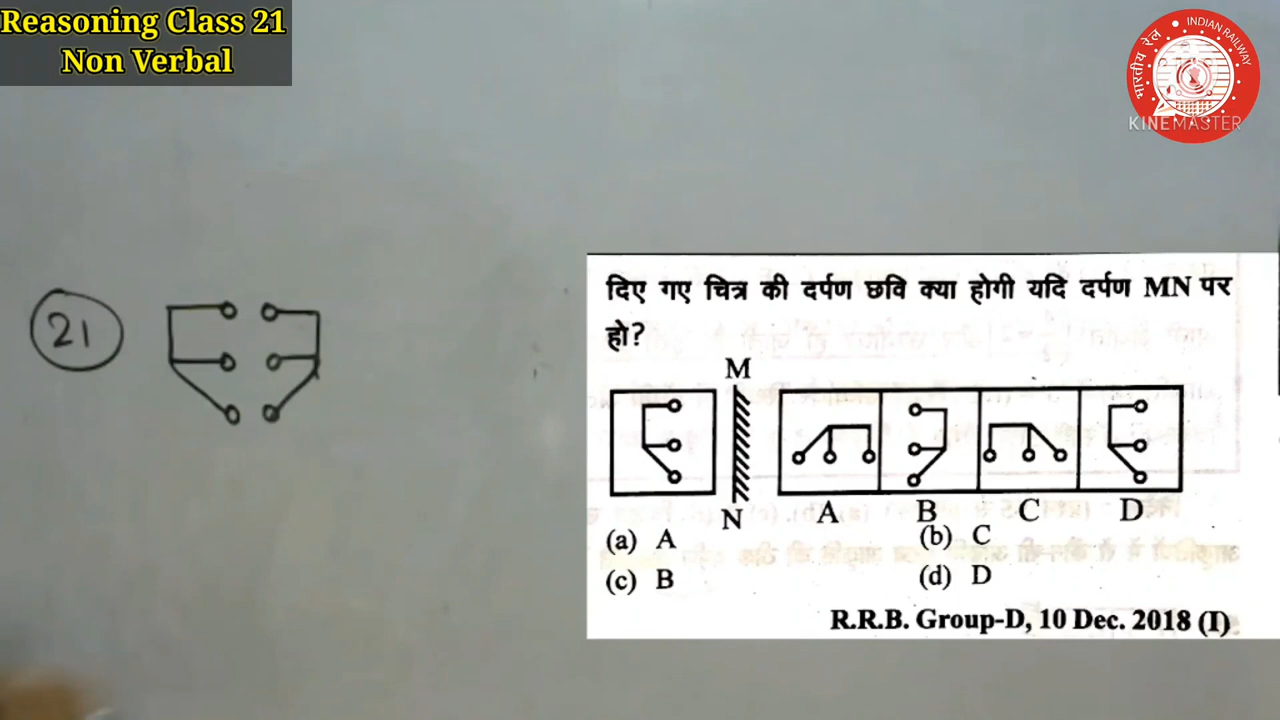 Reasoning Class 21
Non Verbal
भारतीय रेल
INDIAN RAILWAY
KINEMASTER
21
दिए गए चित्र की दर्पण छवि क्या होगी यदि दर्पण MN पर
हो?
M
N
A B C D
(a) A (b) C
(c) B (d) D
R.R.B. Group-D, 10 Dec. 2018 (I)